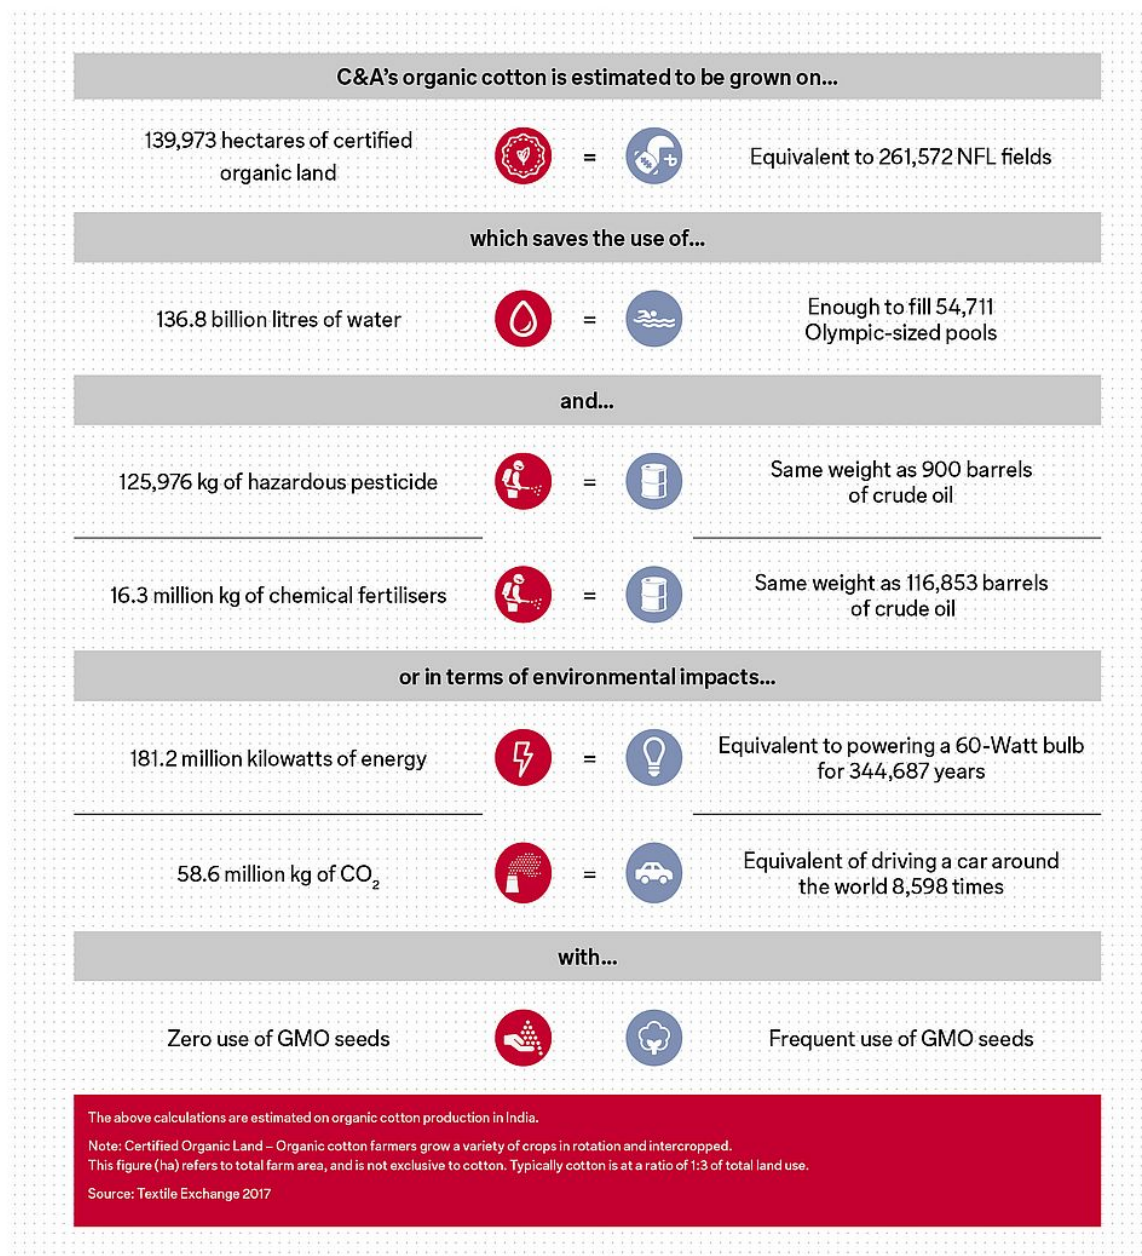 C&A's organic cotton is estimated to be grown on...
139,973 hectares of certified
organic land
=
Equivalent to 261,572 NFL fields
which saves the use of...
136.8 billion litres of water
=
Enough to fill 54,711
Olympic-sized pools
and...
125,976 kg of hazardous pesticide
=
Same weight as 900 barrels
of crude oil
16.3 million kg of chemical fertilisers
=
Same weight as 116,853 barrels
of crude oil
or in terms of environmental impacts...
181.2 million kilowatts of energy
=
Equivalent to powering a 60-Watt bulb
for 344,687 years
58.6 million kg of CO₂
=
Equivalent of driving a car around
the world 8,598 times
with...
Zero use of GMO seeds
Frequent use of GMO seeds
The above calculations are estimated on organic cotton production in India.
Note: Certified Organic Land – Organic cotton farmers grow a variety of crops in rotation and intercropped.
This figure (ha) refers to total farm area, and is not exclusive to cotton. Typically cotton is at a ratio of 1:3 of total land use.
Source: Textile Exchange 2017